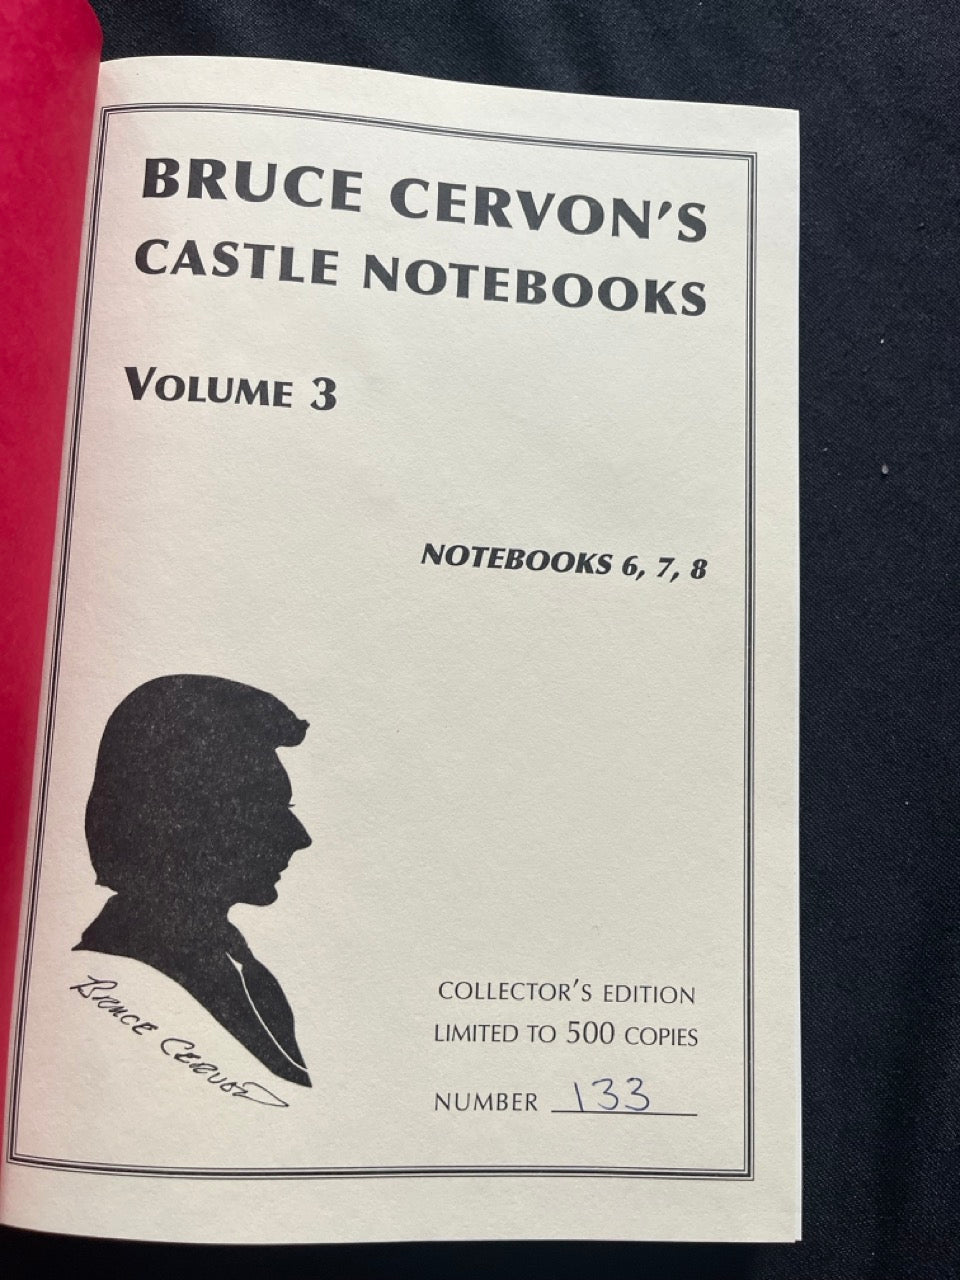 BRUCE CERVON'S
CASTLE NOTEBOOKS
VOLUME 3
NOTEBOOKS 6, 7, 8
BRUCE CERVON
COLLECTOR'S EDITION
LIMITED TO 500 COPIES
NUMBER 133